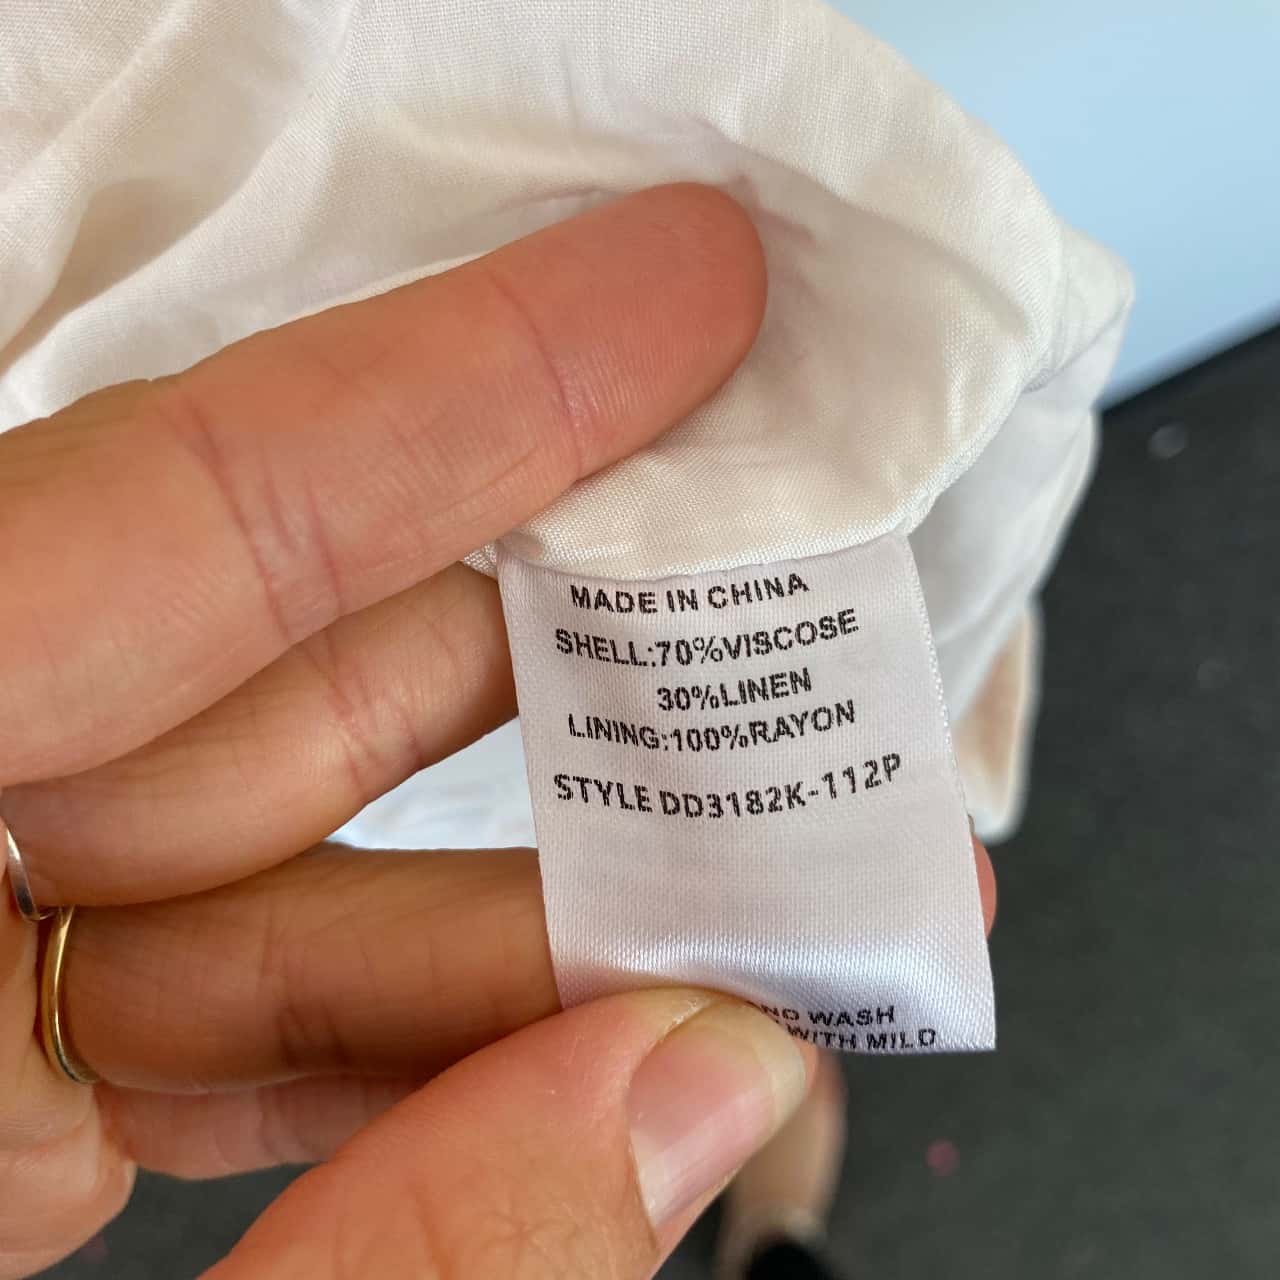 MADE IN CHINA
SHELL:70%VISCOSE
30%LINEN
LINING:100%RAYON
STYLE DD3182K-112P
WASH
WITH MILD